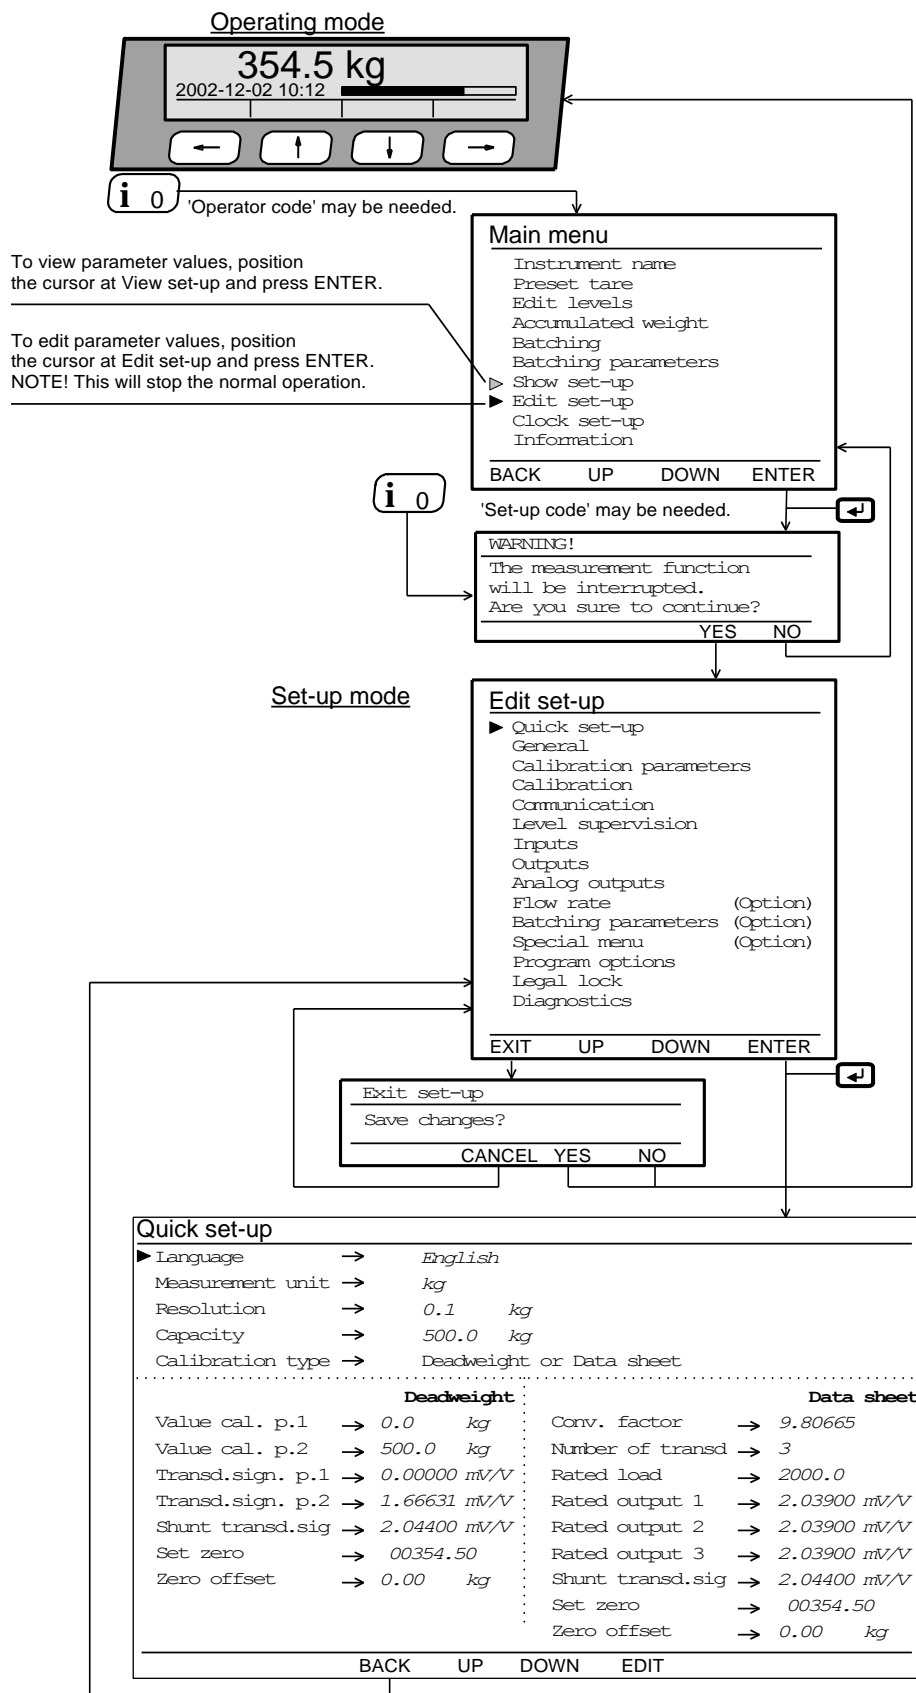 Operating mode
354.5 kg
2002-12-02 10:12
i 0
'Operator code' may be needed.
To view parameter values, position
the cursor at View set-up and press ENTER.
To edit parameter values, position
the cursor at Edit set-up and press ENTER.
NOTE! This will stop the normal operation.
Main menu
Instrument name
Preset tare
Edit levels
Accumulated weight
Batching
Batching parameters
Show set-up
Edit set-up
Clock set-up
Information
BACK UP DOWN ENTER
i 0
'Set-up code' may be needed.
WARNING!
The measurement function
will be interrupted.
Are you sure to continue?
YES NO
Set-up mode
Edit set-up
Quick set-up
General
Calibration parameters
Calibration
Communication
Level supervision
Inputs
Outputs
Analog outputs
Flow rate (Option)
Batching parameters (Option)
Special menu (Option)
Program options
Legal lock
Diagnostics
EXIT UP DOWN ENTER
Exit set-up
Save changes?
CANCEL YES NO
Quick set-up
Language → English
Measurement unit → kg
Resolution → 0.1 kg
Capacity → 500.0 kg
Calibration type → Deadweight or Data sheet
Deadweight
Value cal. p.1 → 0.0 kg
Value cal. p.2 → 500.0 kg
Transd.sign. p.1 → 0.00000 mV/V
Transd.sign. p.2 → 1.66631 mV/V
Shunt transd.sig → 2.04400 mV/V
Set zero → 00354.50
Zero offset → 0.00 kg
Data sheet
Conv. factor → 9.80665
Number of transd → 3
Rated load → 2000.0
Rated output 1 → 2.03900 mV/V
Rated output 2 → 2.03900 mV/V
Rated output 3 → 2.03900 mV/V
Shunt transd.sig → 2.04400 mV/V
Set zero → 00354.50
Zero offset → 0.00 kg
BACK UP DOWN EDIT